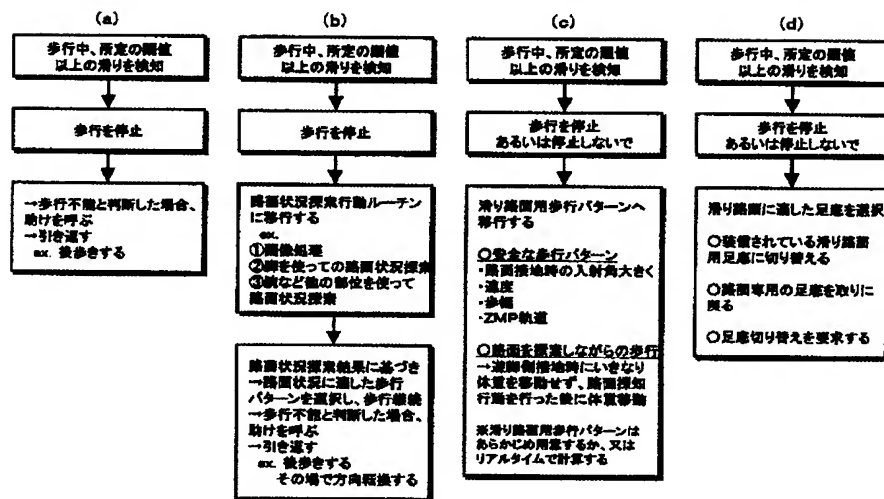 (a)
歩行中、所定の閾値
以上の滑りを検知
歩行を停止
→歩行不能と判断した場合、
助けを呼ぶ
→引き返す
ex. 後歩きする
(b)
歩行中、所定の閾値
以上の滑りを検知
歩行を停止
路面状況探索行動ルーチン
に移行する
ex.
①画像処理
②脚を使っての路面状況探索
③腕など他の部位を使って
路面状況探索
路面状況探索結果に基づき
→路面状況に適した歩行
パターンを選択し、歩行継続
→歩行不能と判断した場合、
助けを呼ぶ
→引き返す
ex. 後歩きする
その場で方向転換する
(c)
歩行中、所定の閾値
以上の滑りを検知
歩行を停止
あるいは停止しないで
滑り路面用歩行パターンへ
移行する
○安全な歩行パターン
・路面接地時の入射角大きく
・速度
・歩幅
・ZMP軌道
○路面を探索しながらの歩行
→遊脚側接地時にいきなり
体重を移動せず、路面探知
行動を行った後に体重移動
※滑り路面用歩行パターンは
あらかじめ用意するか、又は
リアルタイムで計算する
(d)
歩行中、所定の閾値
以上の滑りを検知
歩行を停止
あるいは停止しないで
滑り路面に適した足底を選択
○装備されている滑り路面
用足底に切り替える
○路面専用の足底を取りに
戻る
○足底切り替えを要求する